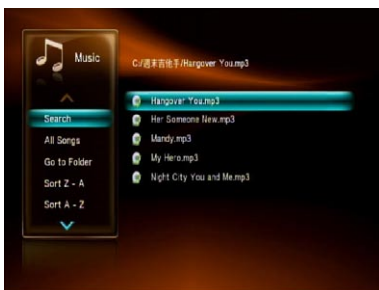 Music
C:/週末吉他手/Hangover You.mp3
Search
All Songs
Go to Folder
Sort Z - A
Sort A - Z
Hangover You.mp3
Her Someone New.mp3
Mandy.mp3
My Hero.mp3
Night City You and Me.mp3